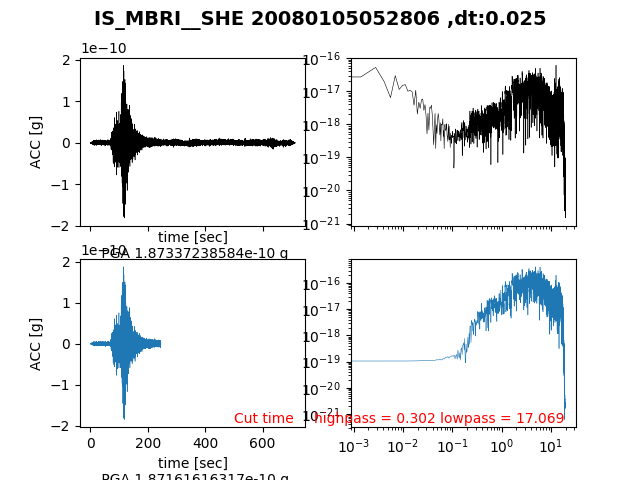 IS_MBRI__SHE 20080105052806 ,dt:0.025
1e−10
ACC [g]
2
1
0
−1
−2
time [sec]
PGA 1.87337238584e-10 g
10−16
10−17
10−18
10−19
10−20
10−21
1e−10
ACC [g]
2
1
0
−1
−2
0 200 400 600
time [sec]
PGA 1.87161616317e-10 g
Cut time
10−16
10−17
10−18
10−19
10−20
10−21
highpass = 0.302 lowpass = 17.069
10−3 10−2 10−1 100 101